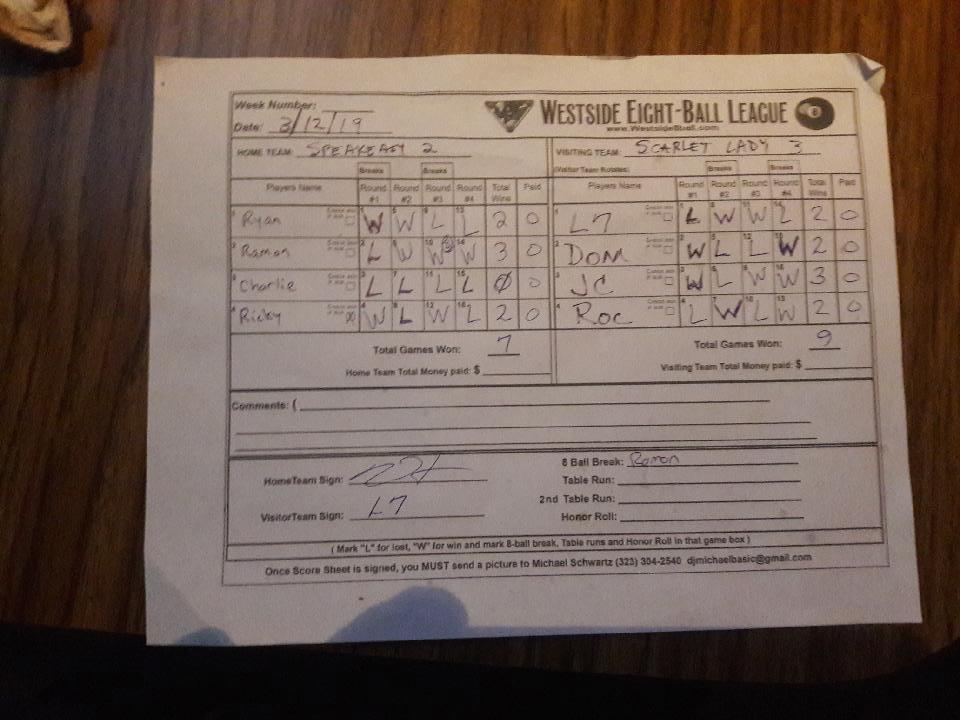 Week Number:
Date: 3/12/19
WESTSIDE EIGHT-BALL LEAGUE 8
www.Westside8ball.com
HOME TEAM: SPEAKEASY 2
VISITING TEAM: SCARLET LADY 3
(Visitor Team Rotates)
Breaks Breaks Breaks Breaks
Players Name Round #1 Round #2 Round #3 Round #4 Total Wins Paid
Players Name Round #1 Round #2 Round #3 Round #4 Total Wins Paid
Ryan W W L L 2 0
L7 L W W L 2 0
Ramon L W W W 3 0
DOM W L L W 2 0
Charlie L L L L Ø 0
JC W L W W 3 0
Ricky W L W L 2 0
Roc L W L W 2 0
Total Games Won: 7
Total Games Won: 9
Home Team Total Money paid: $
Visiting Team Total Money paid: $
Comments: (
HomeTeam Sign:
VisitorTeam Sign: L7
8 Ball Break: Ramon
Table Run:
2nd Table Run:
Honor Roll:
( Mark "L" for lost, "W" for win and mark 8-ball break, Table runs and Honor Roll in that game box )
Once Score Sheet is signed, you MUST send a picture to Michael Schwartz (323) 304-2540 djmichaelbasic@gmail.com